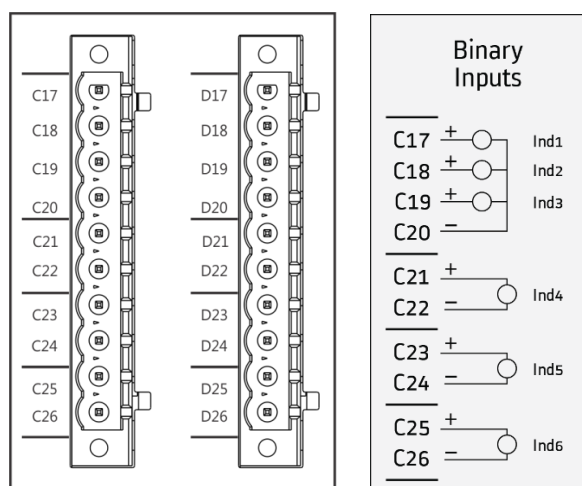 C17
C18
C19
C20
C21
C22
C23
C24
C25
C26
D17
D18
D19
D20
D21
D22
D23
D24
D25
D26
Binary
Inputs
C17 + Ind1
C18 + Ind2
C19 + Ind3
C20 −
C21 +
Ind4
C22 −
C23 +
Ind5
C24 −
C25 +
Ind6
C26 −